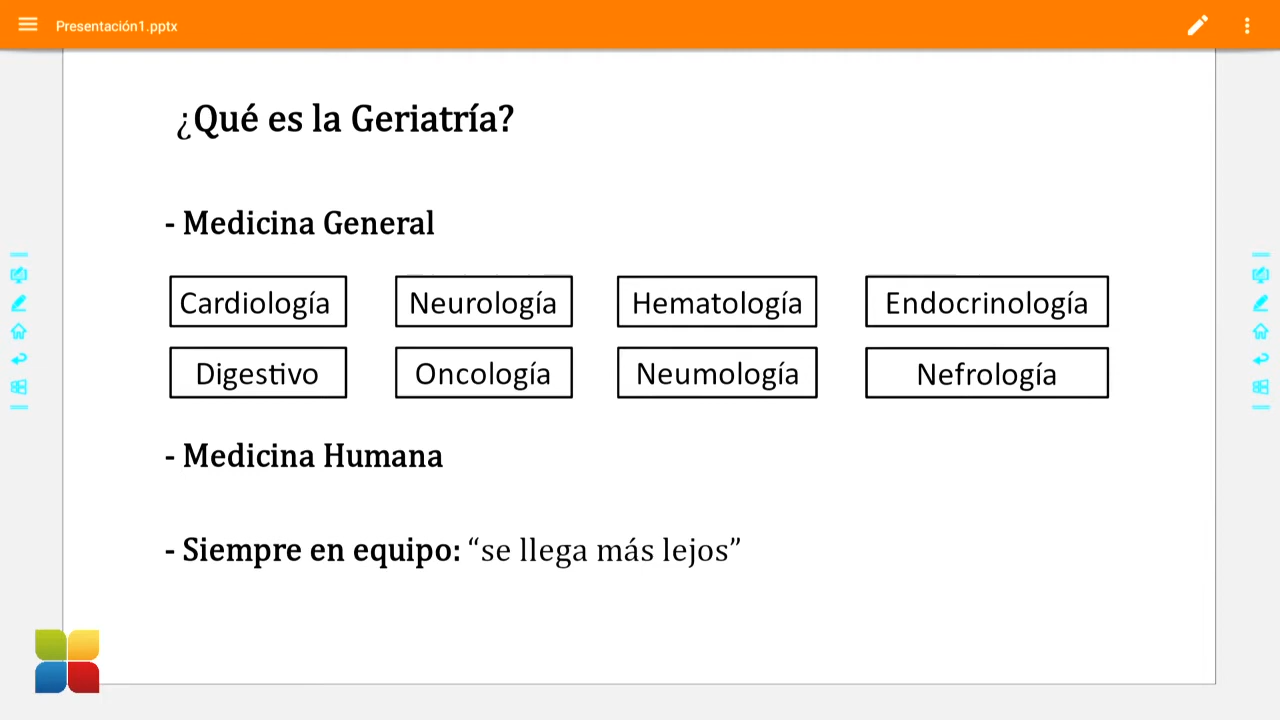 Presentación1.pptx
¿Qué es la Geriatría?
- Medicina General
Cardiología Neurología Hematología Endocrinología
Digestivo Oncología Neumología Nefrología
- Medicina Humana
- Siempre en equipo: “se llega más lejos”